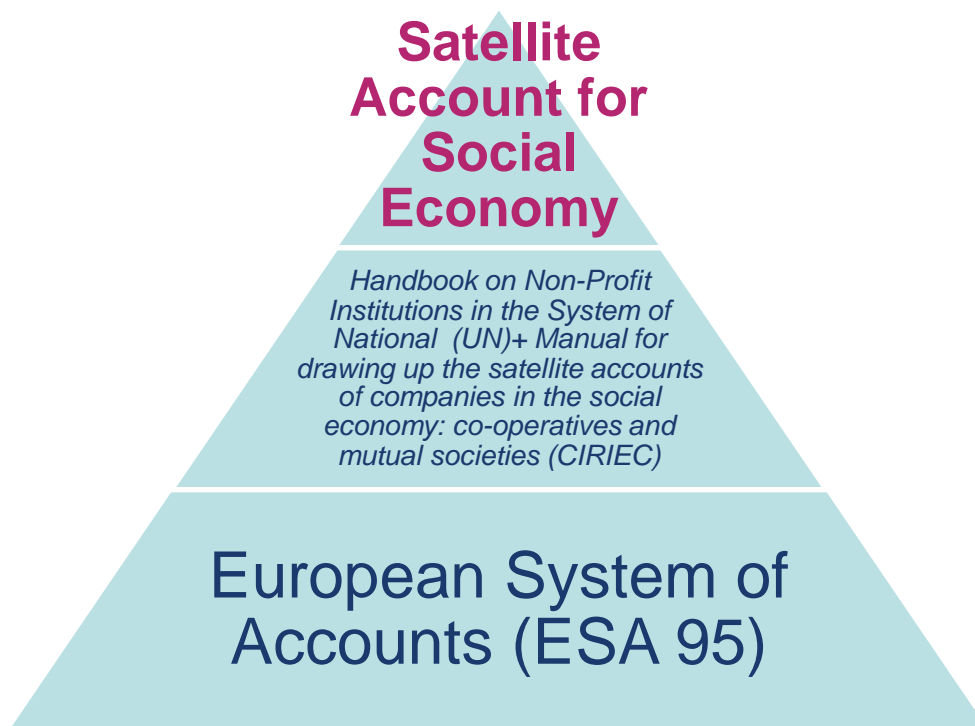 Satellite
Account for
Social
Economy
Handbook on Non-Profit
Institutions in the System of
National (UN)+ Manual for
drawing up the satellite accounts
of companies in the social
economy: co-operatives and
mutual societies (CIRIEC)
European System of
Accounts (ESA 95)